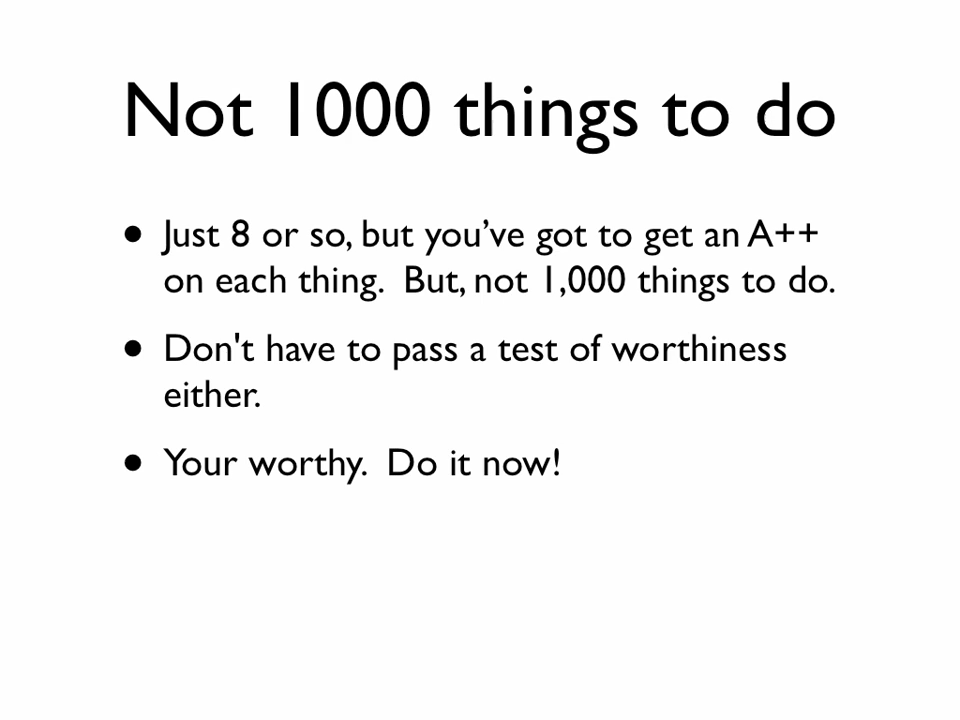 Not 1000 things to do
• Just 8 or so, but you’ve got to get an A++
on each thing.  But, not 1,000 things to do.
• Don't have to pass a test of worthiness
either.
• Your worthy.  Do it now!